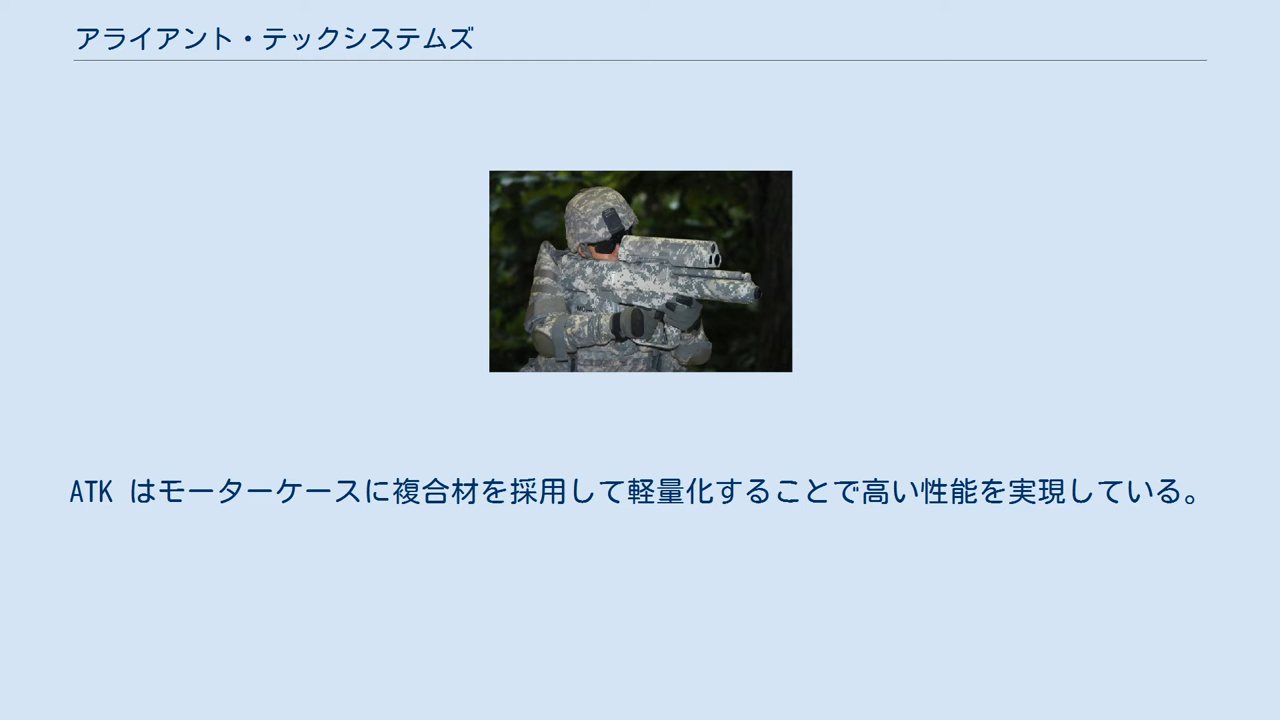 アライアント・テックシステムズ
ATK はモーターケースに複合材を採用して軽量化することで高い性能を実現している。